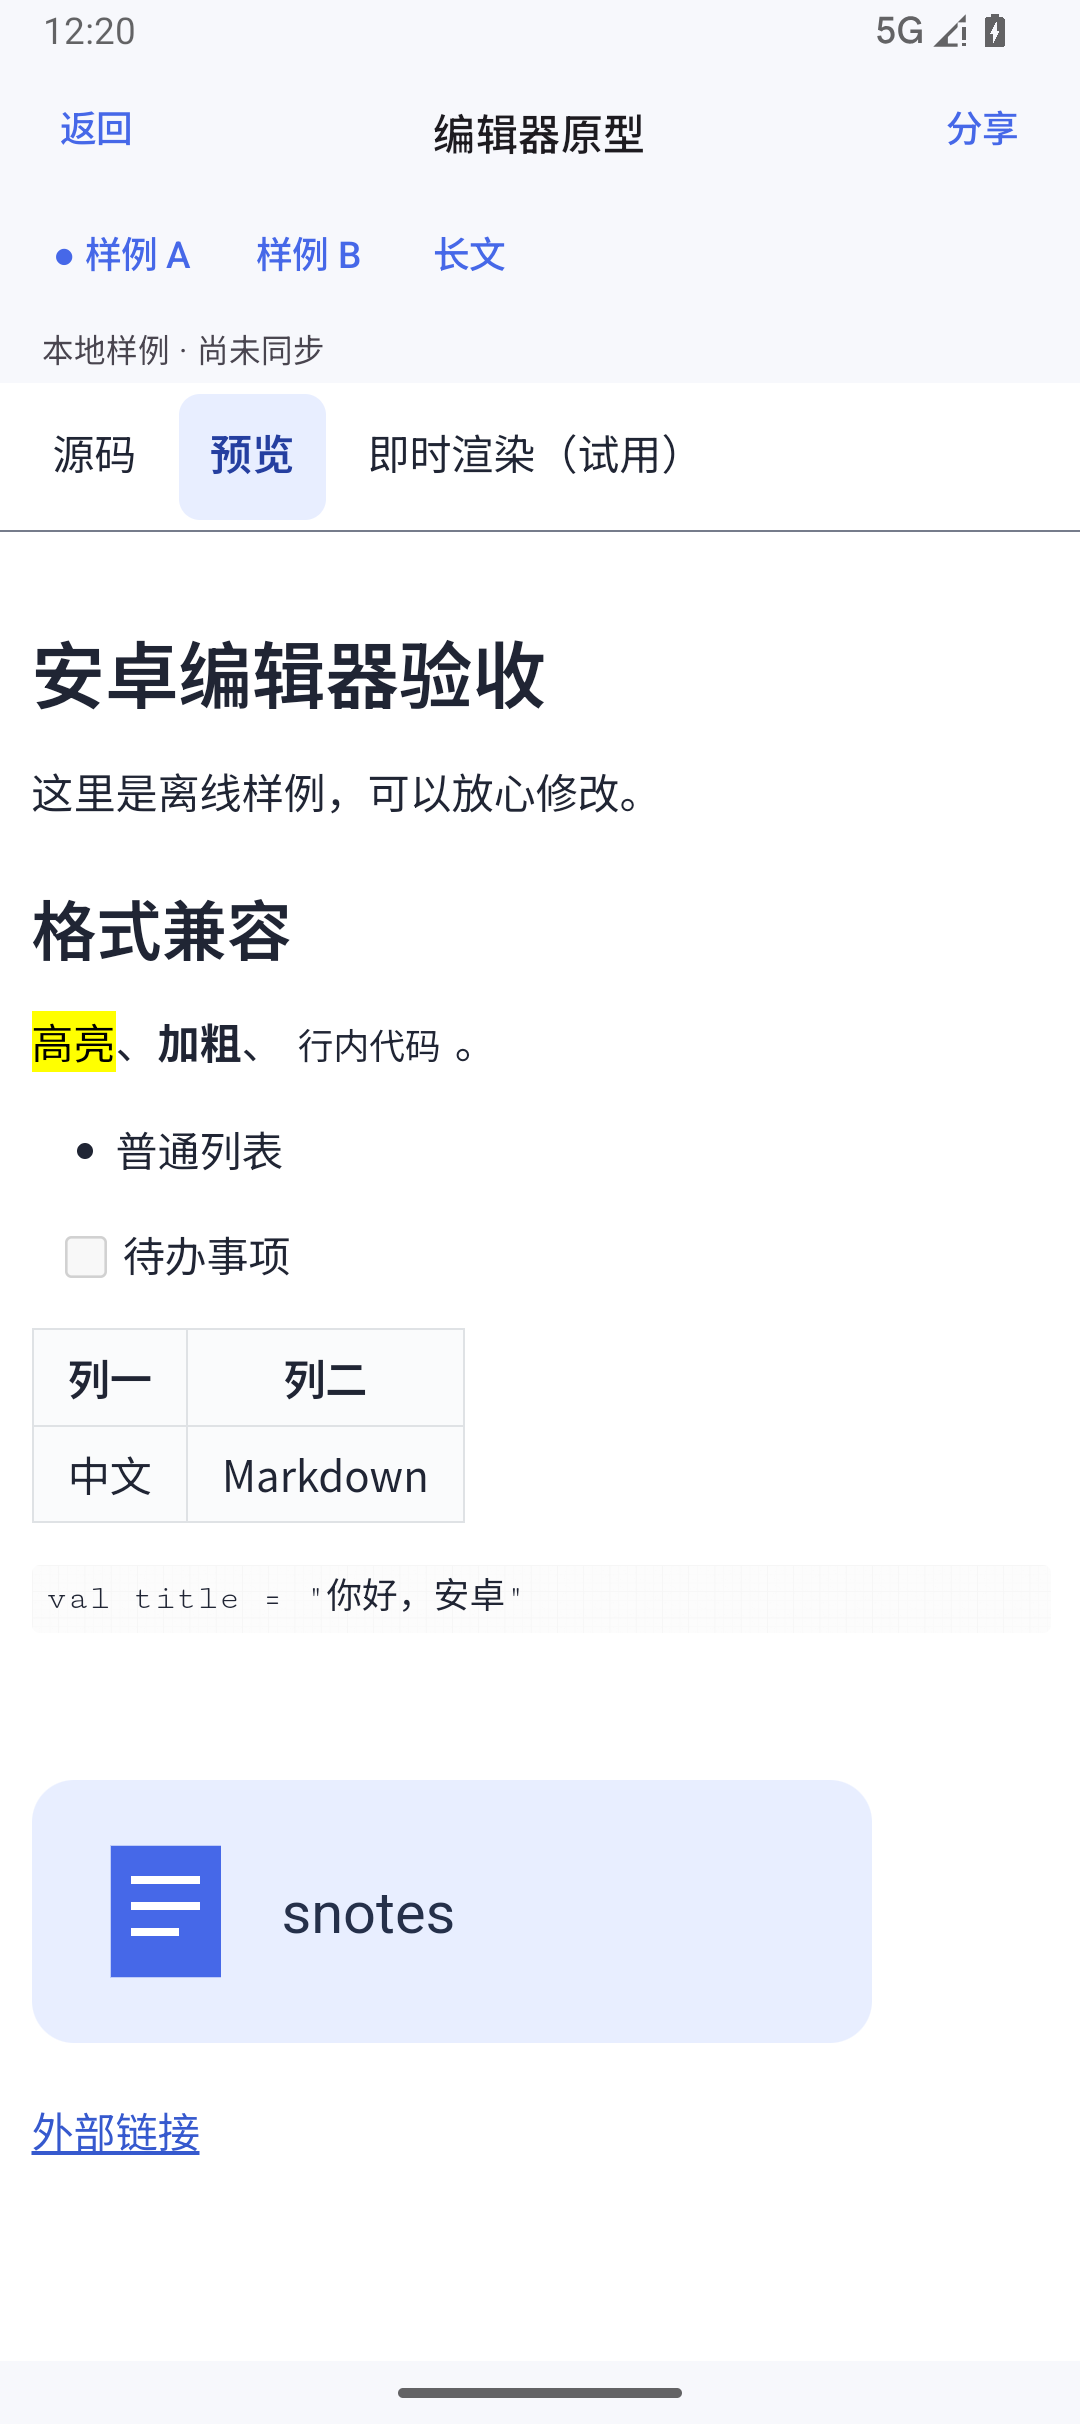 12:20 5G
返回 编辑器原型 分享
样例 A 样例 B 长文
本地样例 · 尚未同步
源码 预览 即时渲染（试用）
安卓编辑器验收
这里是离线样例，可以放心修改。
格式兼容
高亮、加粗、 行内代码 。
普通列表
待办事项
列一 列二
中文 Markdown
val title = "你好，安卓"
snotes
外部链接